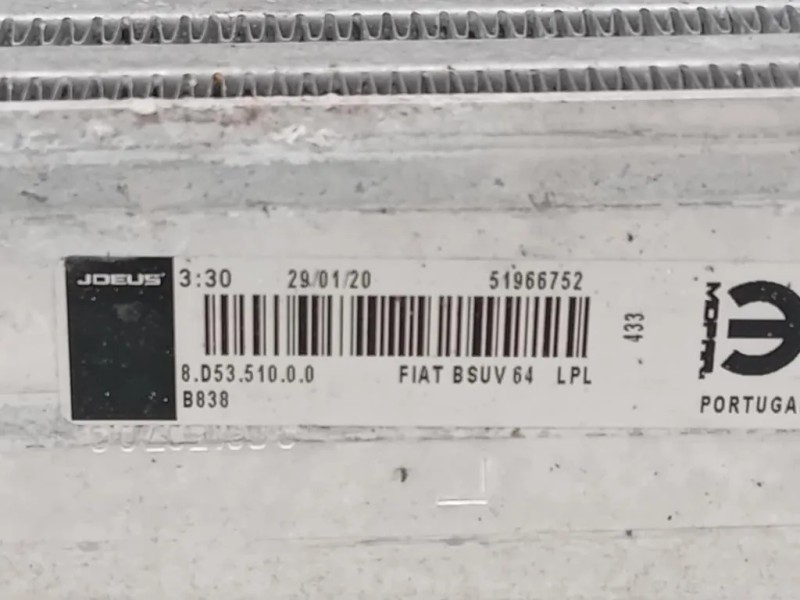 JDEUS 3:30 29/01/20 51966752
433
8.D53.510.0.0 FIAT BSUV 64 LPL
B838
MOPAR
PORTUGA